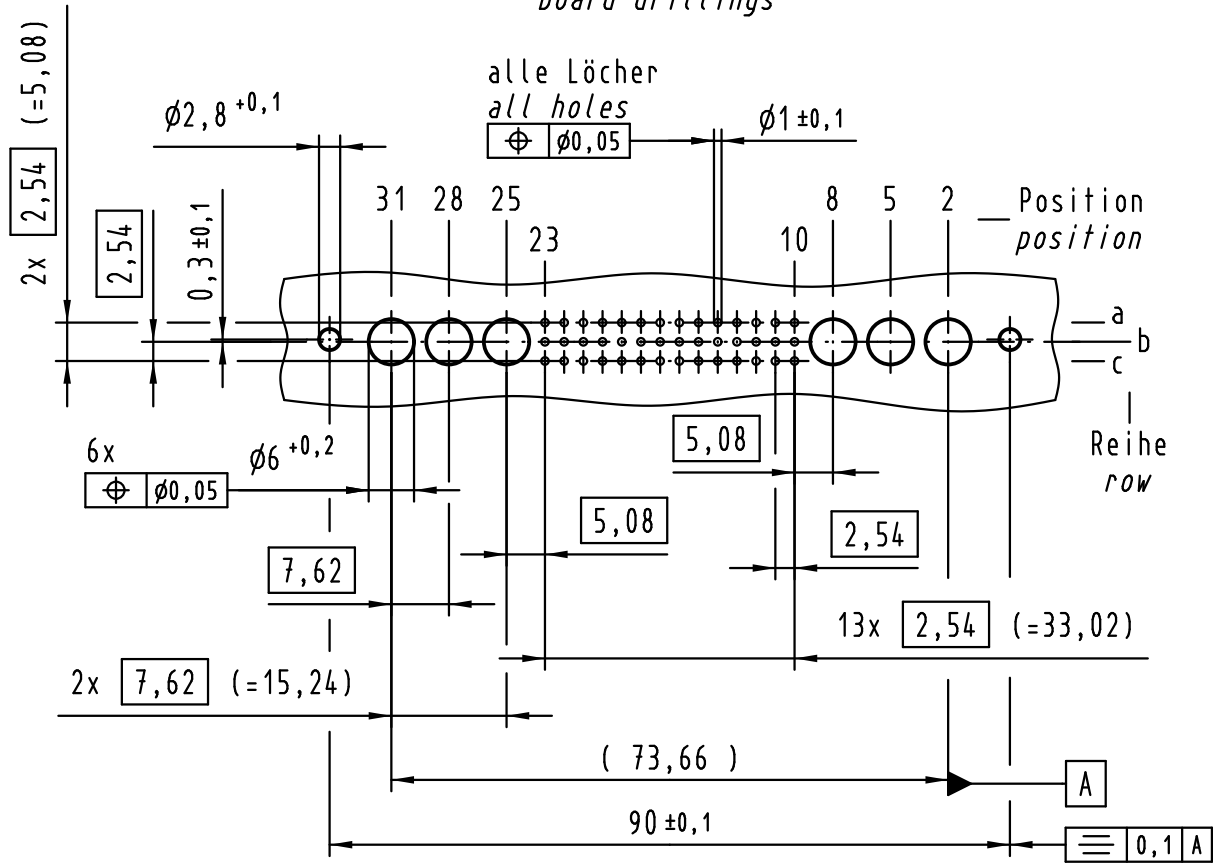 board drillings
alle Löcher
all holes
⌖ ø0,05
ø1 ±0,1
ø2,8 +0,1
2x 2,54 (=5,08)
2,54
0,3 ±0,1
31 28 25 8 5 2
Position
position
23 10
a
b
c
Reihe
row
6x
⌖ ø0,05
ø6 +0,2
5,08
5,08
2,54
7,62
13x 2,54 (=33,02)
2x 7,62 (=15,24)
( 73,66 )
A
90 ±0,1
⌯ 0,1 A